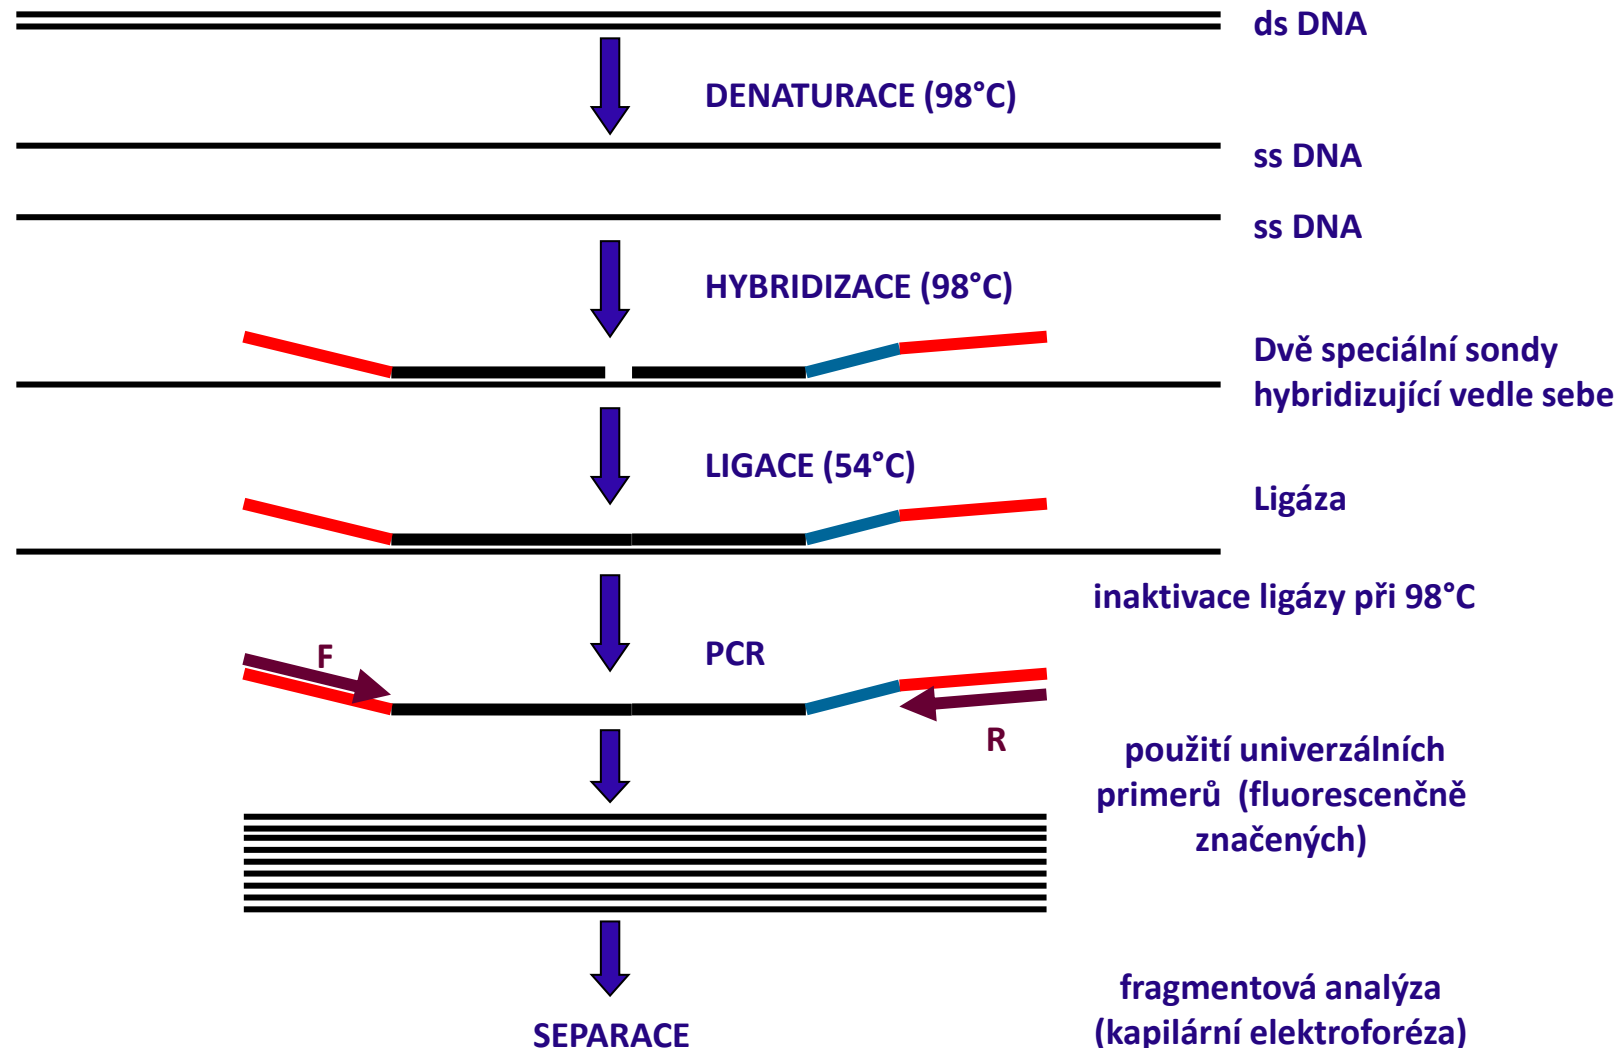 ds DNA
DENATURACE (98°C)
ss DNA
ss DNA
HYBRIDIZACE (98°C)
Dvě speciální sondy
hybridizující vedle sebe
LIGACE (54°C)
Ligáza
inaktivace ligázy při 98°C
F
PCR
R
použití univerzálních
primerů (fluorescenčně
značených)
fragmentová analýza
(kapilární elektroforéza)
SEPARACE